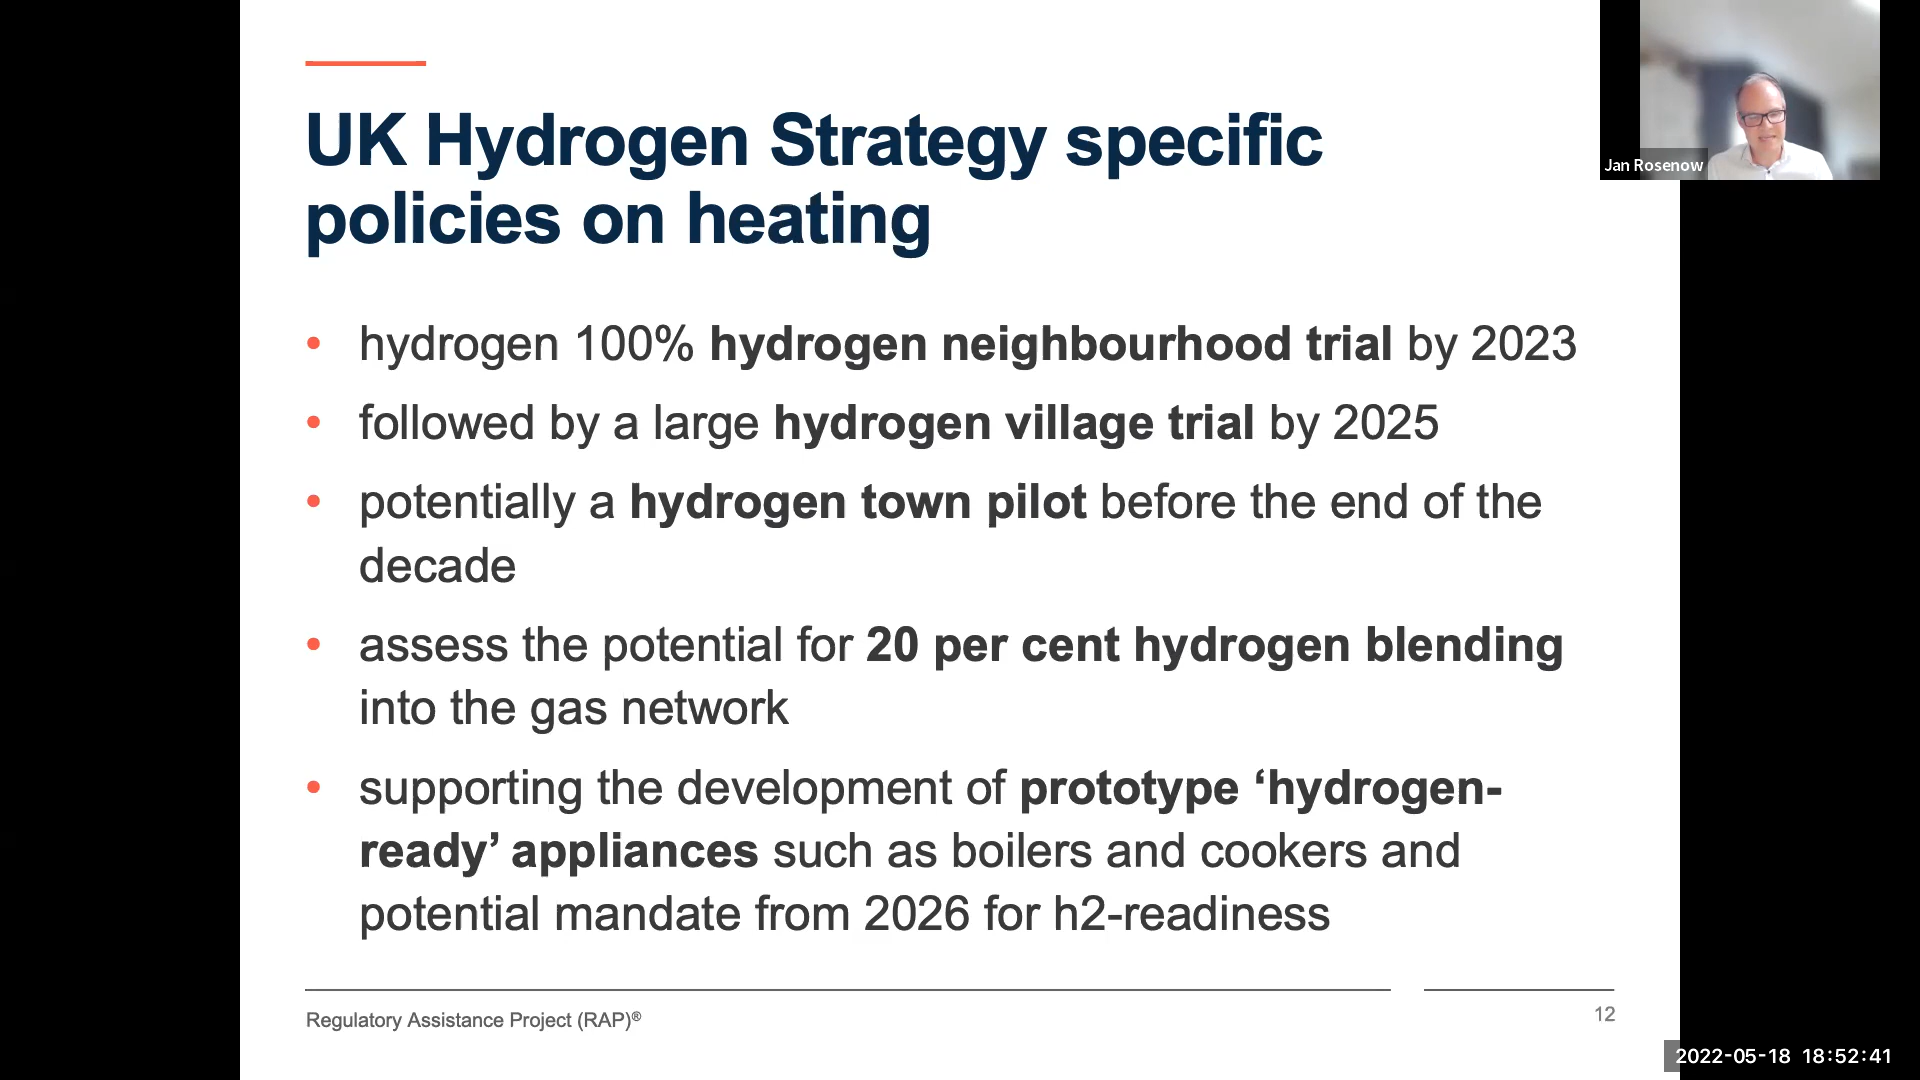 UK Hydrogen Strategy specific
policies on heating
• hydrogen 100% hydrogen neighbourhood trial by 2023
• followed by a large hydrogen village trial by 2025
• potentially a hydrogen town pilot before the end of the
decade
• assess the potential for 20 per cent hydrogen blending
into the gas network
• supporting the development of prototype ‘hydrogen-
ready’ appliances such as boilers and cookers and
potential mandate from 2026 for h2-readiness
Regulatory Assistance Project (RAP)®
12
Jan Rosenow
2022-05-18 18:52:41